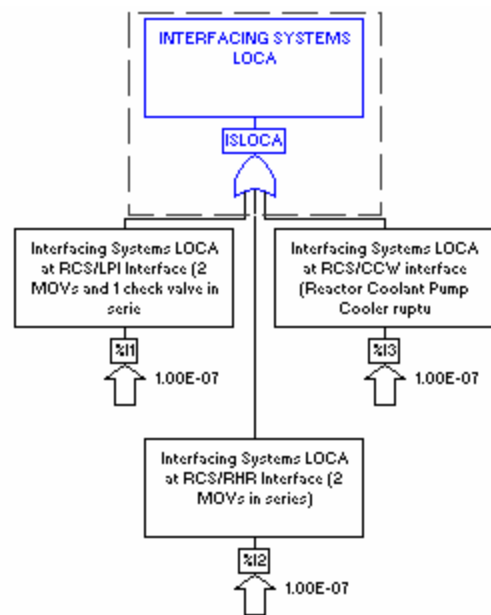 INTERFACING SYSTEMS
LOCA
ISLOCA
Interfacing Systems LOCA
at RCS/LPI Interface (2
MOVs and 1 check valve in
serie
%I1
1.00E-07
Interfacing Systems LOCA
at RCS/CCW interface
(Reactor Coolant Pump
Cooler ruptu
%I3
1.00E-07
Interfacing Systems LOCA
at RCS/RHR Interface (2
MOVs in series)
%I2
1.00E-07